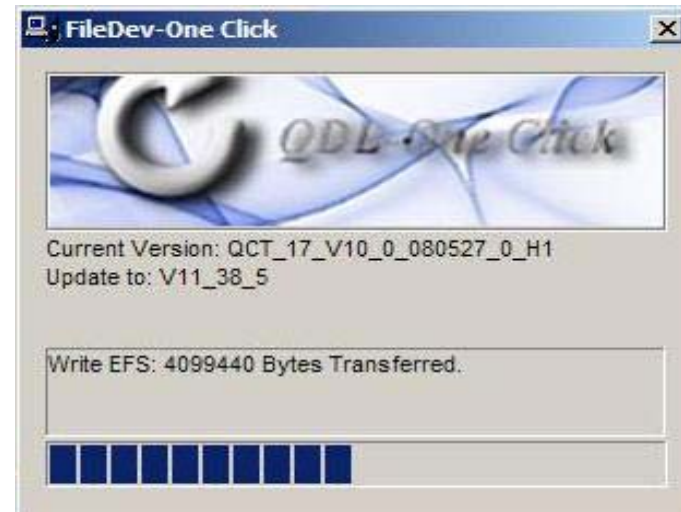 FileDev-One Click
QDL-One Click
Current Version: QCT_17_V10_0_080527_0_H1
Update to: V11_38_5
Write EFS: 4099440 Bytes Transferred.